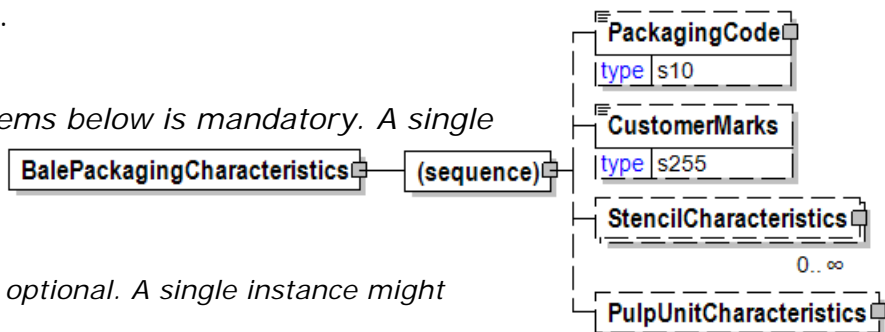 .
PackagingCode
type s10
ems below is mandatory. A single
CustomerMarks
type s255
BalePackagingCharacteristics
(sequence)
StencilCharacteristics
0.. ∞
optional. A single instance might
PulpUnitCharacteristics